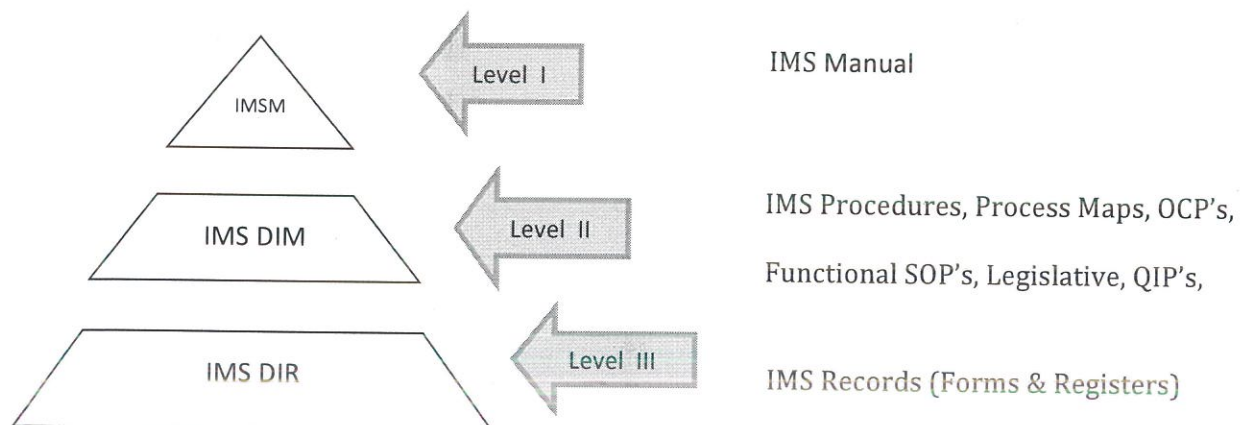 IMSM
Level I
IMS Manual
IMS DIM
Level II
IMS Procedures, Process Maps, OCP's,
Functional SOP's, Legislative, QIP's,
IMS DIR
Level III
IMS Records (Forms & Registers)